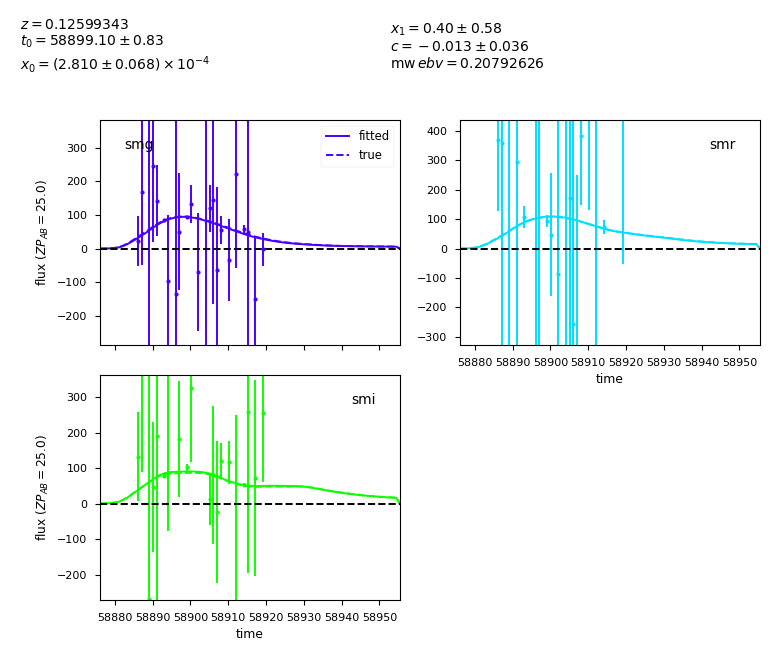 z = 0.12599343
t₀ = 58899.10 ± 0.83
x₀ = (2.810 ± 0.068) × 10⁻⁴
x₁ = 0.40 ± 0.58
c = −0.013 ± 0.036
mw ebv = 0.20792626
smg
fitted
true
300
200
100
0
−100
−200
flux (ZP_AB = 25.0)
smr
400
300
200
100
0
−100
−200
−300
58880 58890 58900 58910 58920 58930 58940 58950
time
smi
300
200
100
0
−100
−200
flux (ZP_AB = 25.0)
58880 58890 58900 58910 58920 58930 58940 58950
time